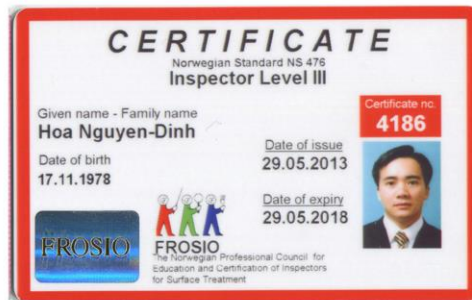 CERTIFICATE
Norwegian Standard NS 476
Inspector Level III
Given name - Family name
Hoa Nguyen-Dinh
Date of birth
17.11.1978
Date of issue
29.05.2013
Date of expiry
29.05.2018
Certificate no.
4186
FROSIO
FROSIO
The Norwegian Professional Council for
Education and Certification of Inspectors
for Surface Treatment